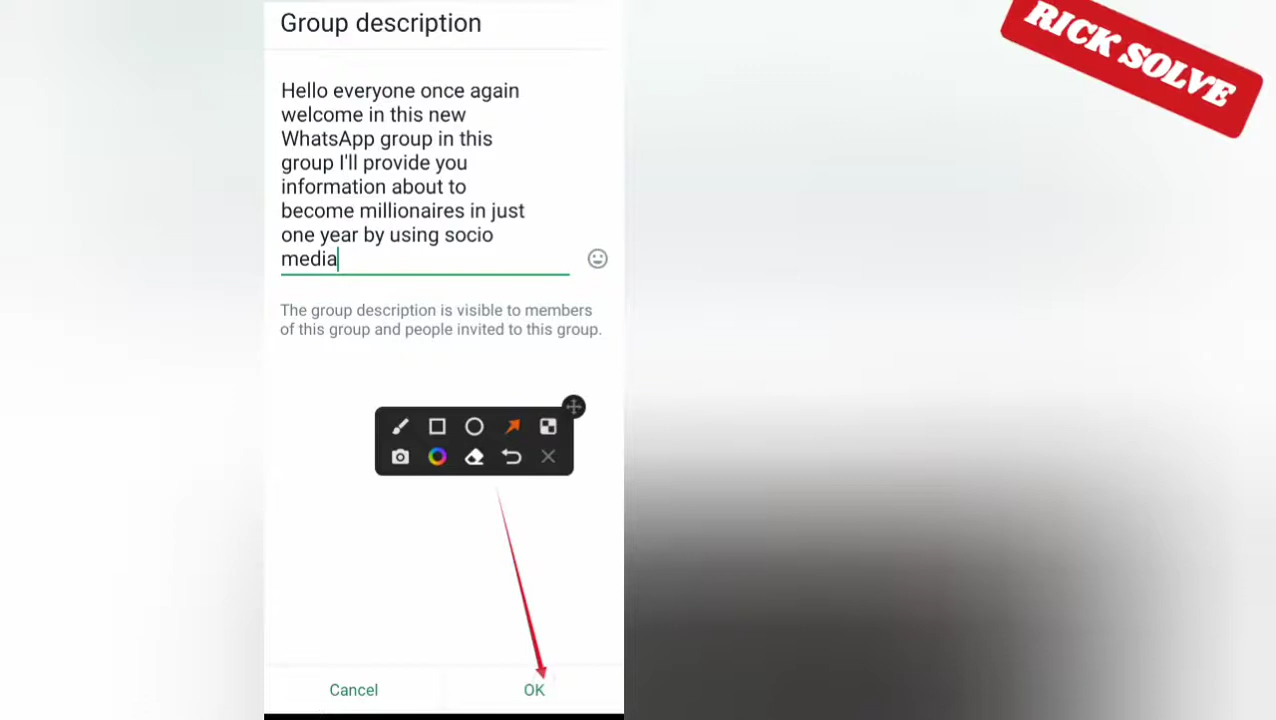 Group description
RICK SOLVE
Hello everyone once again
welcome in this new
WhatsApp group in this
group I'll provide you
information about to
become millionaires in just
one year by using socio
media
The group description is visible to members
of this group and people invited to this group.
Cancel
OK